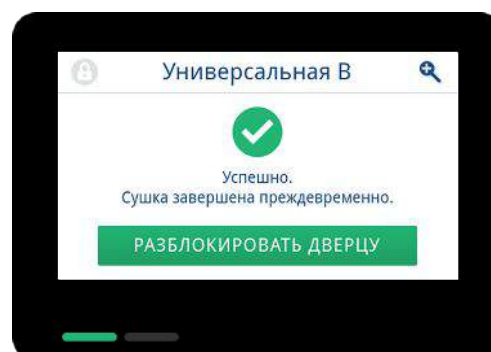 Универсальная B
Успешно.
Сушка завершена преждевременно.
РАЗБЛОКИРОВАТЬ ДВЕРЦУ